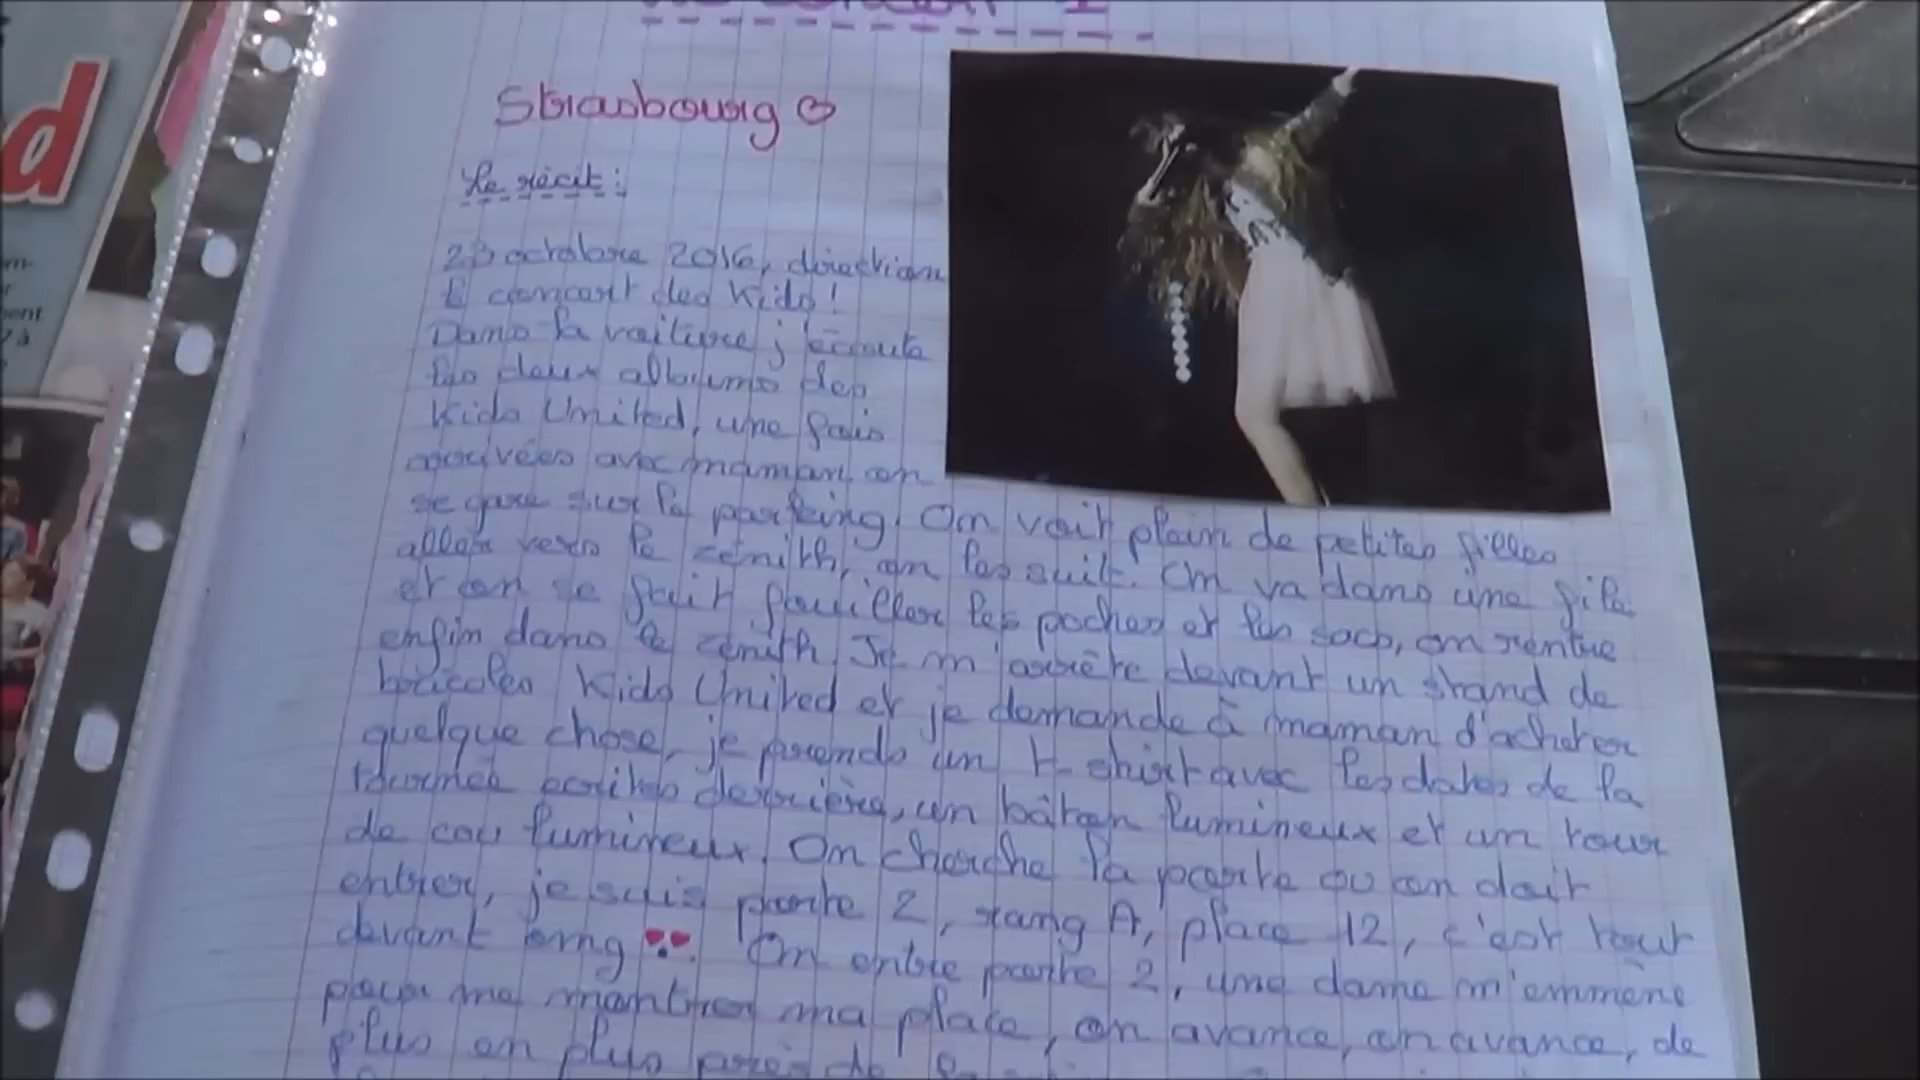 Strasbourg
Le récit :
23 octobre 2016, direction
le concert des Kids !
Dans la voiture j'écoute
les deux albums des
Kids United, une fois
arrivées avec maman on
se gare sur le parking. On voit plein de petites filles
aller vers le zénith, on les suit. On va dans une file
et on se fait fouiller les poches et les sacs, on rentre
enfin dans le zénith. Je m'arrête devant un stand de
bricoles Kids United et je demande à maman d'acheter
quelque chose, je prends un t-shirt avec les dates de la
tournée écrites derrière, un bâton lumineux et un tour
de cou lumineux. On cherche la porte ou on doit
entrer, je suis porte 2, rang A, place 12, c'est tout
devant omg On entre porte 2, une dame m'emmène
pour me montrer ma place, on avance, on avance, de
plus en plus près de la
d